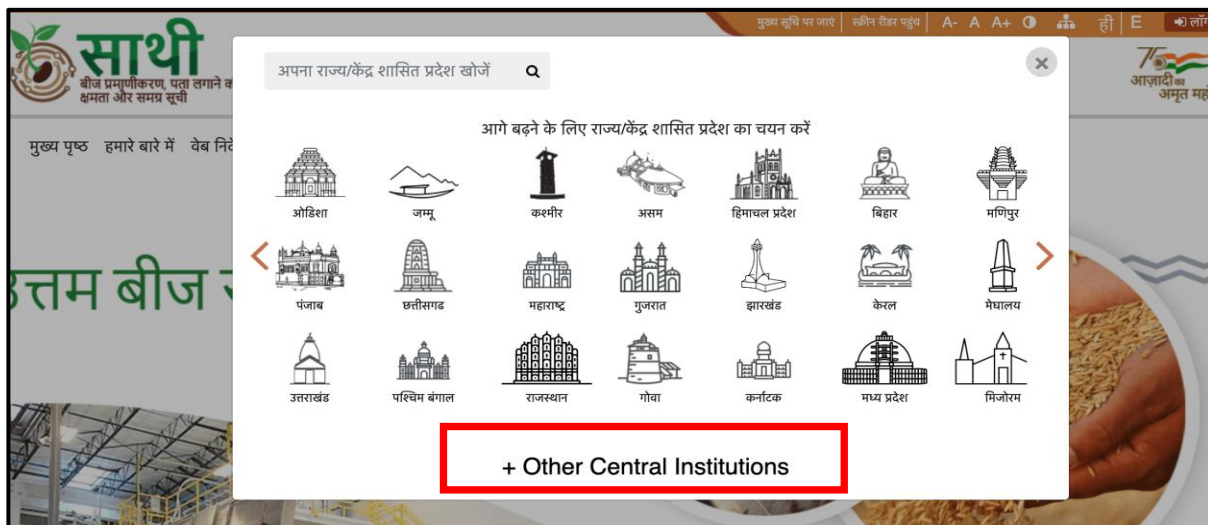 मुख्य सूचि पर जाएं | स्क्रीन रीडर पहुंच | A- A A+ ही | E
साथी
बीज प्रमाणीकरण, पता लगाने
क्षमता और समग्र सूची
अपना राज्य/केंद्र शासित प्रदेश खोजें
75
आज़ादी का
अमृत
मुख्य पृष्ठ हमारे बारे में वेब
आगे बढ़ने के लिए राज्य/केंद्र शासित प्रदेश का चयन करें
ओडिशा जम्मू कश्मीर असम हिमाचल प्रदेश बिहार मणिपुर
उत्तम बीज
पंजाब छत्तीसगढ महाराष्ट्र गुजरात झारखंड केरल मेघालय
उत्तराखंड पश्चिम बंगाल राजस्थान गोवा कर्नाटक मध्य प्रदेश मिजोरम
+ Other Central Institutions